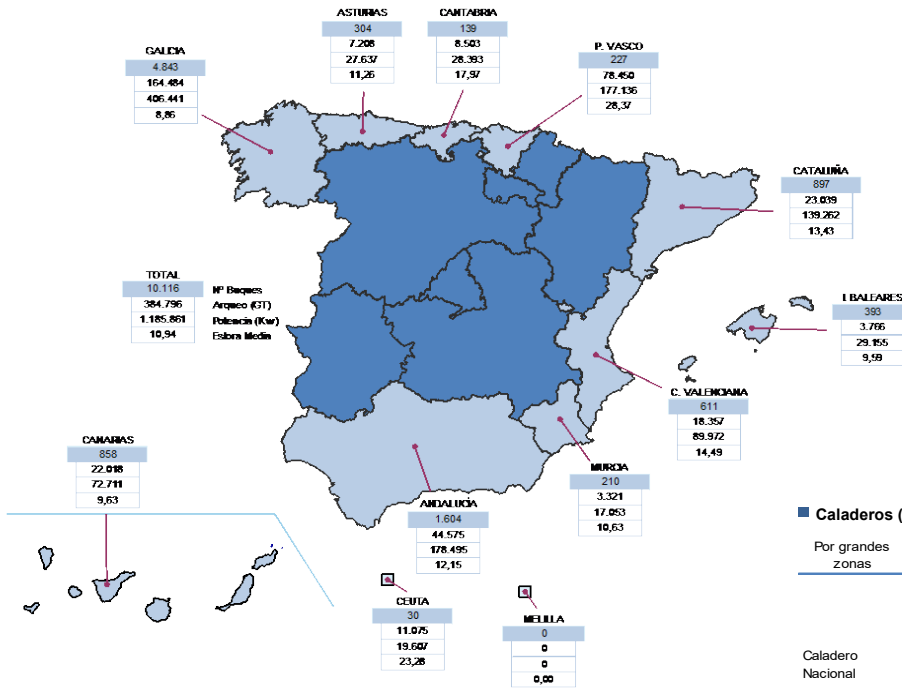 ASTURIAS
304
7.208
27.637
11,26
CANTABRIA
139
8.503
28.393
17,97
GALICIA
4.843
164.484
406.441
8,86
P. VASCO
227
78.450
177.136
28,37
CATALUÑA
897
23.039
139.262
13,43
TOTAL
10.116 Nº Buques
384.796 Arqueo (GT)
1.185.861 Potencia (Kw)
10,94 Eslora Media
I.BALEARES
393
3.766
29.155
9,59
C. VALENCIANA
611
18.357
89.972
14,49
CANARIAS
858
22.018
72.711
9,63
MURCIA
210
3.321
17.053
10,63
ANDALUCÍA
1.604
44.575
178.495
12,15
CEUTA
30
11.075
19.607
23,28
MELILLA
0
0
0
0,00
Caladeros (
Por grandes
zonas
Caladero
Nacional